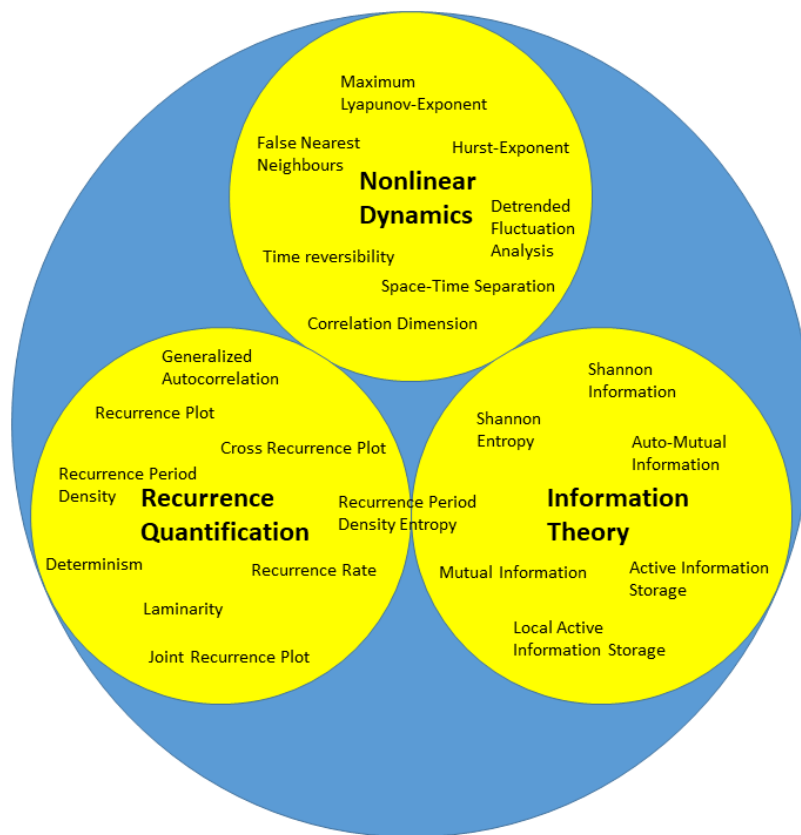 Maximum
Lyapunov-Exponent
False Nearest
Neighbours
Hurst-Exponent
Nonlinear
Dynamics
Detrended
Fluctuation
Analysis
Time reversibility
Space-Time Separation
Correlation Dimension
Generalized
Autocorrelation
Recurrence Plot
Cross Recurrence Plot
Recurrence Period
Density
Recurrence
Quantification
Recurrence Period
Density Entropy
Determinism
Recurrence Rate
Laminarity
Joint Recurrence Plot
Shannon
Information
Shannon
Entropy
Auto-Mutual
Information
Information
Theory
Mutual Information
Active Information
Storage
Local Active
Information Storage